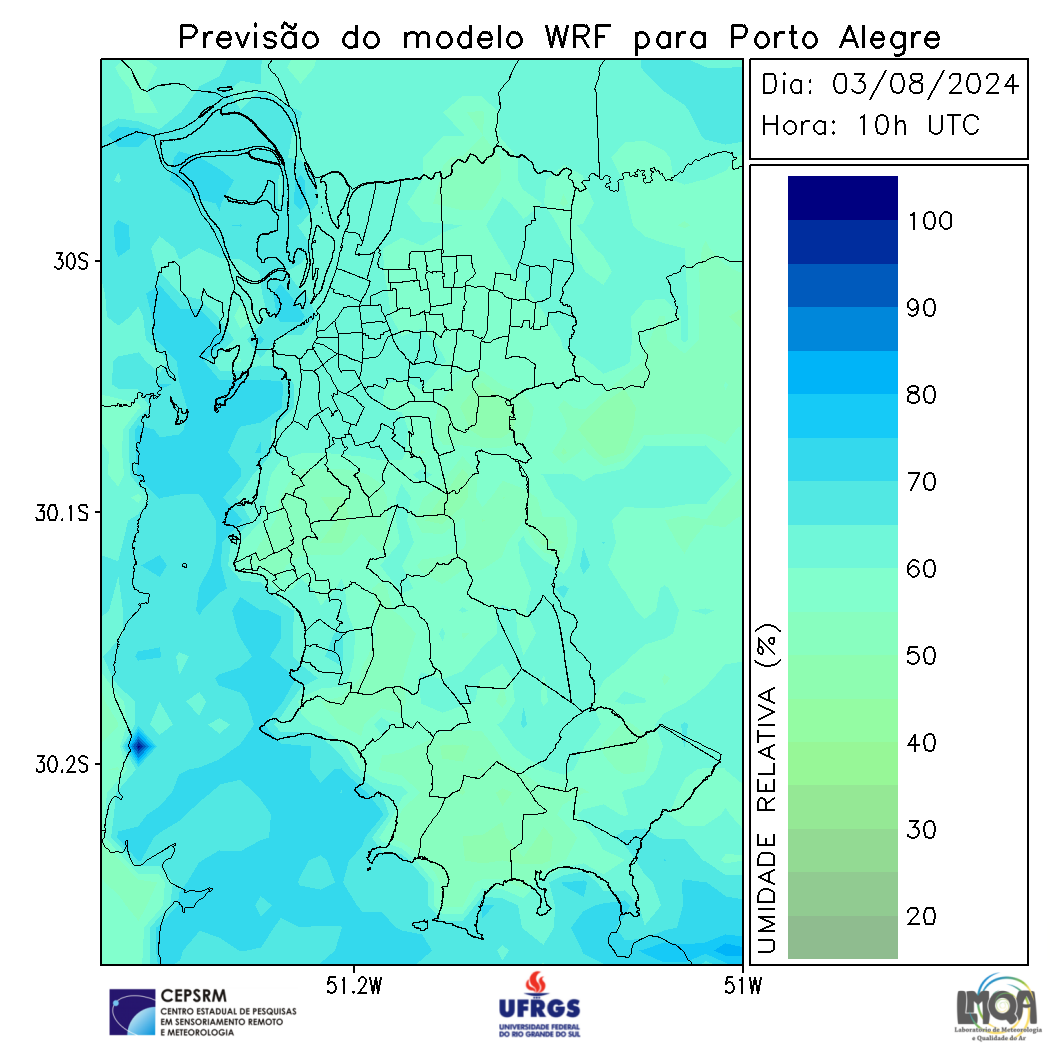 Previsão do modelo WRF para Porto Alegre
Dia: 03/08/2024
Hora: 10h UTC
30S
30.1S
30.2S
51.2W
51W
UMIDADE RELATIVA (%)
100
90
80
70
60
50
40
30
20
CEPSRM
CENTRO ESTADUAL DE PESQUISAS
EM SENSORIAMENTO REMOTO
E METEOROLOGIA
UFRGS
UNIVERSIDADE FEDERAL
DO RIO GRANDE DO SUL
LMQA
Laboratório de Meteorologia
e Qualidade do Ar